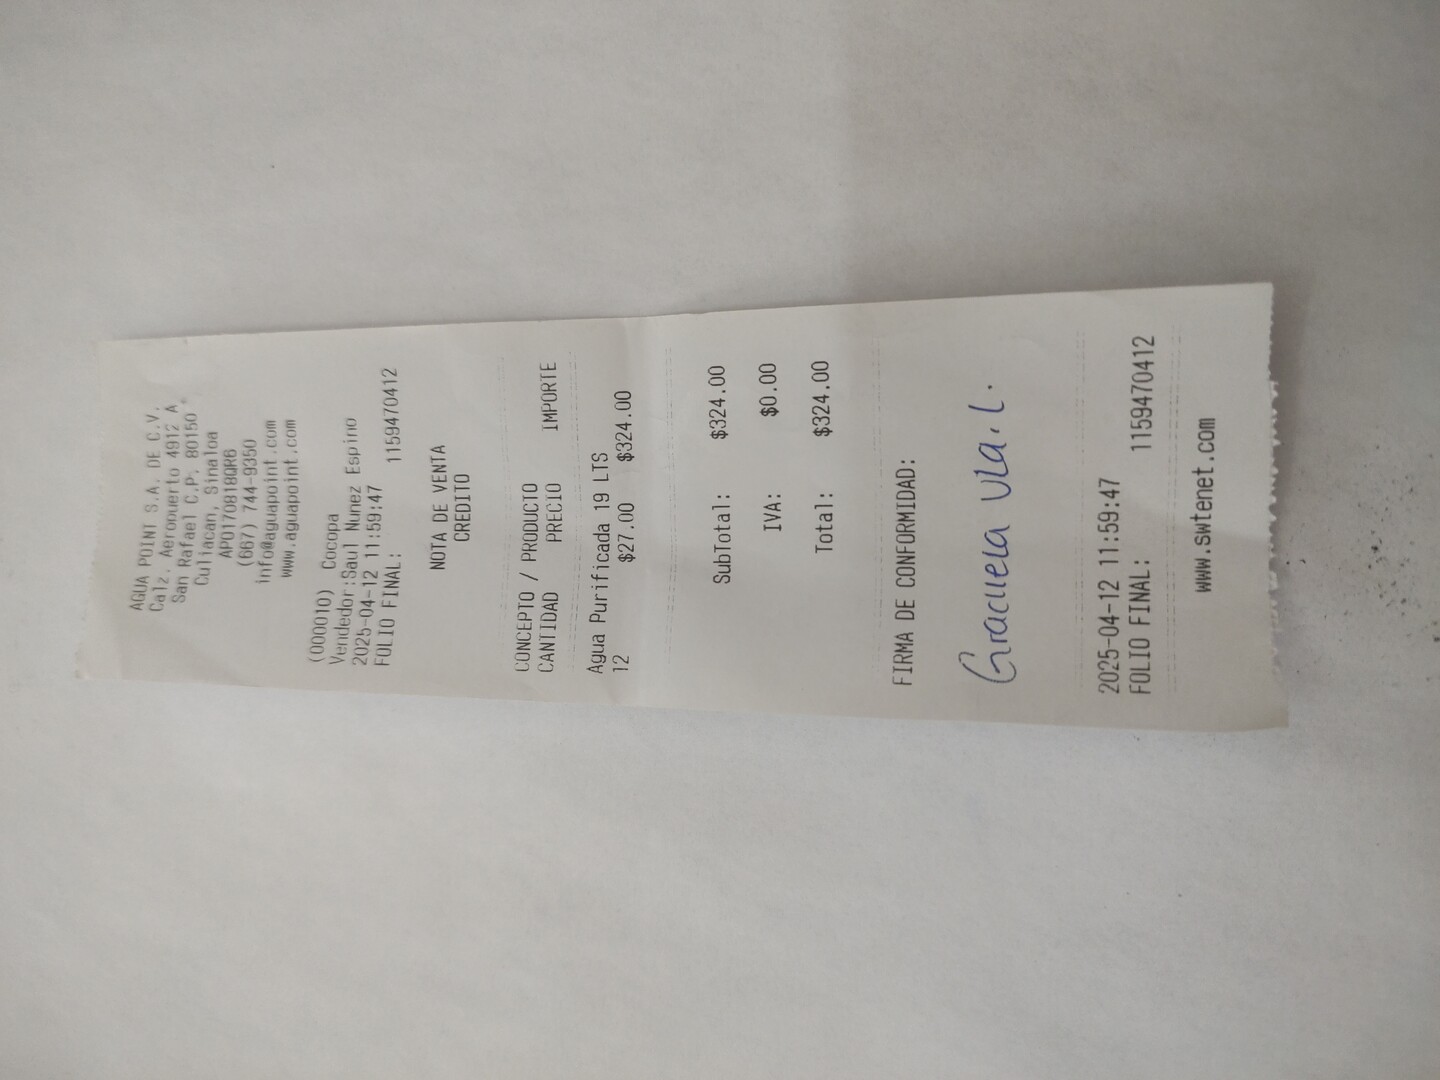 AGUA POINT S.A. DE C.V.
Calz. Aeropuerto 4912 A
San Rafael C.P. 80150
Culiacan, Sinaloa
APO170818QR6
(667) 744-9350
info@aguapoint.com
www.aguapoint.com
(000010) Cocopa
Vendedor:Saul Nunez Espino
2025-04-12 11:59:47
FOLIO FINAL: 1159470412
NOTA DE VENTA
CREDITO
CONCEPTO / PRODUCTO
CANTIDAD PRECIO IMPORTE
Agua Purificada 19 LTS
12 $27.00 $324.00
SubTotal: $324.00
IVA: $0.00
Total: $324.00
FIRMA DE CONFORMIDAD:
Graciela
2025-04-12 11:59:47
FOLIO FINAL: 1159470412
www.swtenet.com